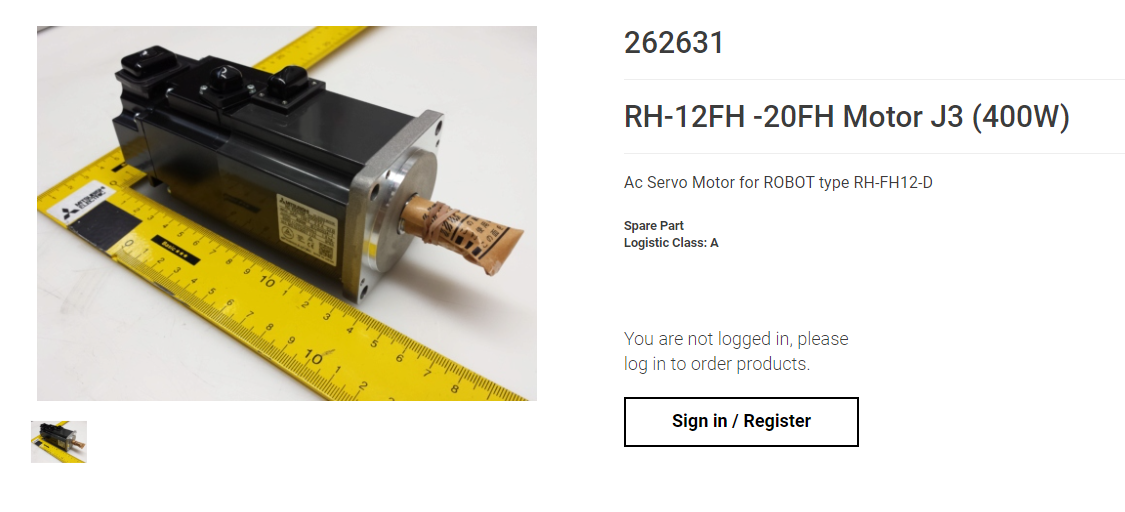 262631
RH-12FH -20FH Motor J3 (400W)
Ac Servo Motor for ROBOT type RH-FH12-D
Spare Part
Logistic Class: A
You are not logged in, please
log in to order products.
Sign in / Register